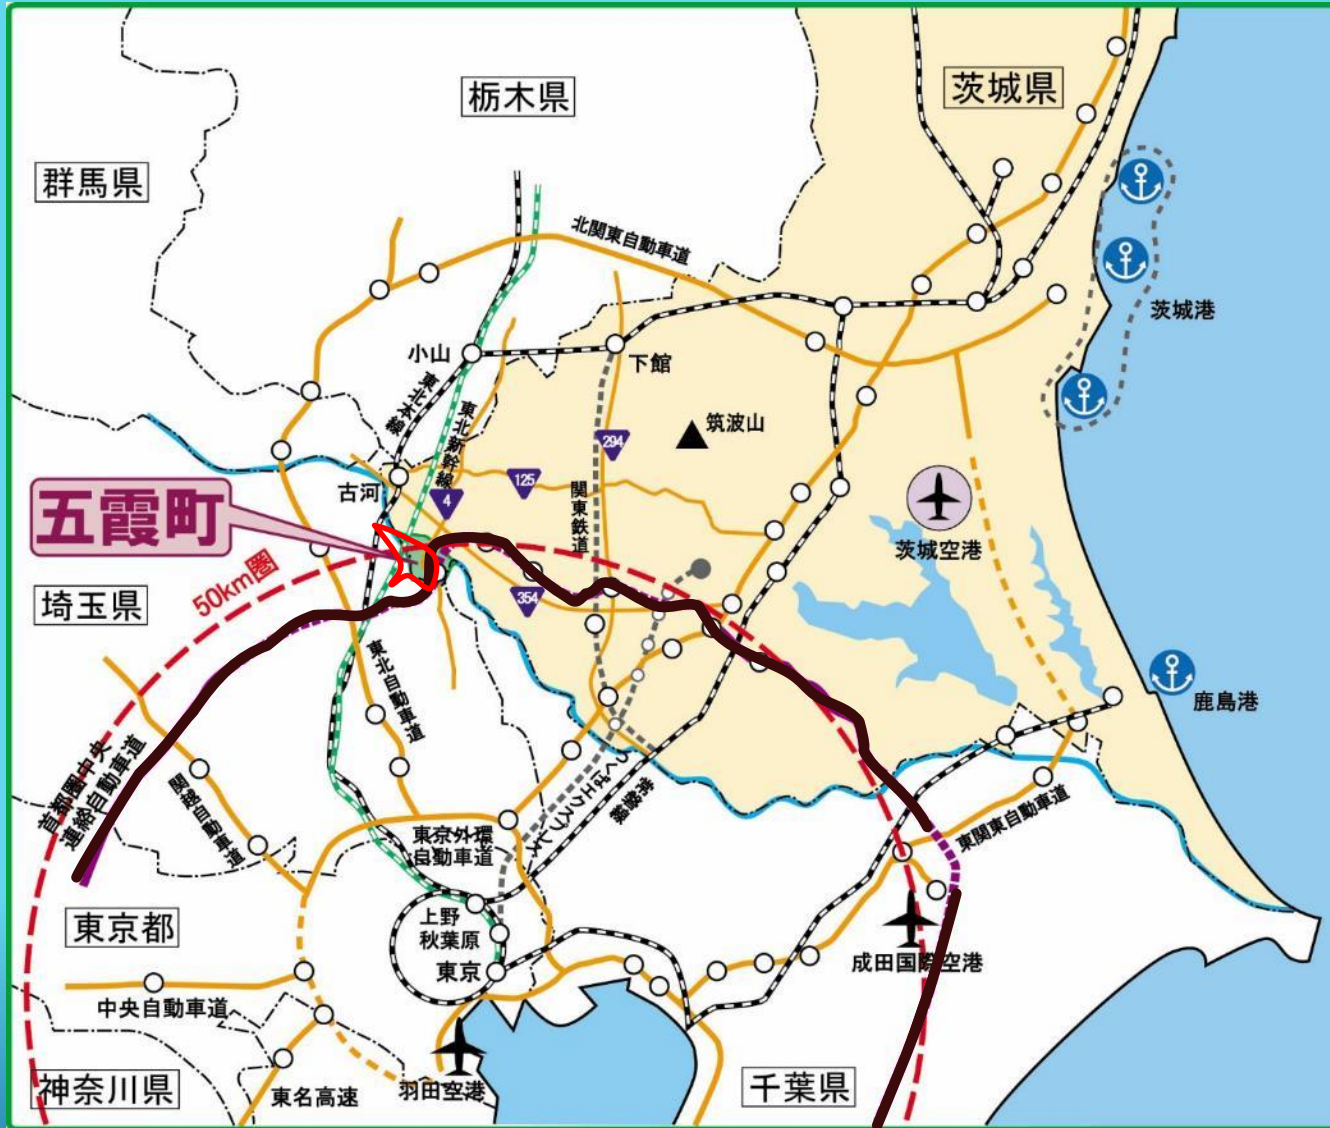 栃木県
茨城県
群馬県
北関東自動車道
茨城港
小山
下館
東北本線
東北新幹線
筑波山
294
125
4
古河
五霞町
関東鉄道
茨城空港
50km圏
354
埼玉県
東北自動車道
鹿島港
首都圏中央
連絡自動車道
関越自動車道
つくばエクスプレス
常磐線
東関東自動車道
東京外環
自動車道
上野
秋葉原
東京
東京都
成田国際空港
中央自動車道
神奈川県
東名高速
羽田空港
千葉県